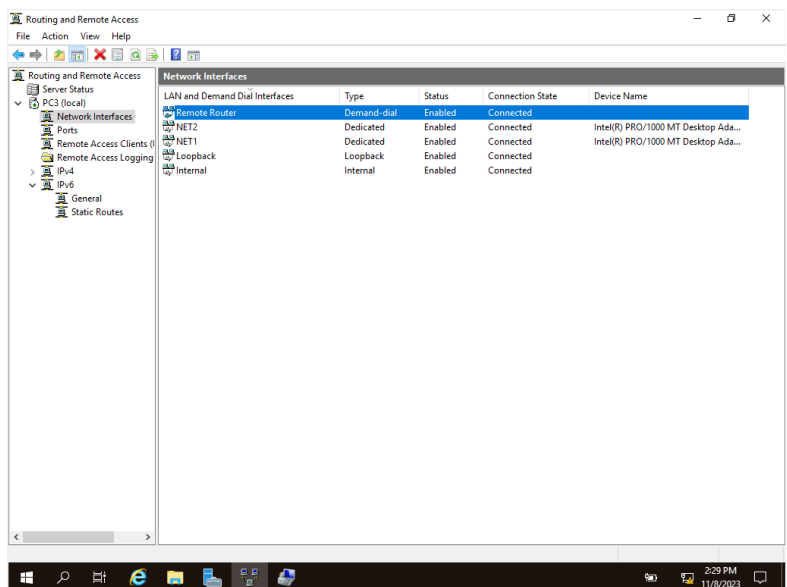 Routing and Remote Access
File Action View Help
Routing and Remote Access
Server Status
PC3 (local)
Network Interfaces
Ports
Remote Access Clients (
Remote Access Logging
IPv4
IPv6
General
Static Routes
Network Interfaces
LAN and Demand Dial Interfaces Type Status Connection State Device Name
Remote Router Demand-dial Enabled Connected
NET2 Dedicated Enabled Connected Intel(R) PRO/1000 MT Desktop Ada...
NET1 Dedicated Enabled Connected Intel(R) PRO/1000 MT Desktop Ada...
Loopback Loopback Enabled Connected
Internal Internal Enabled Connected
2:29 PM
11/8/2023